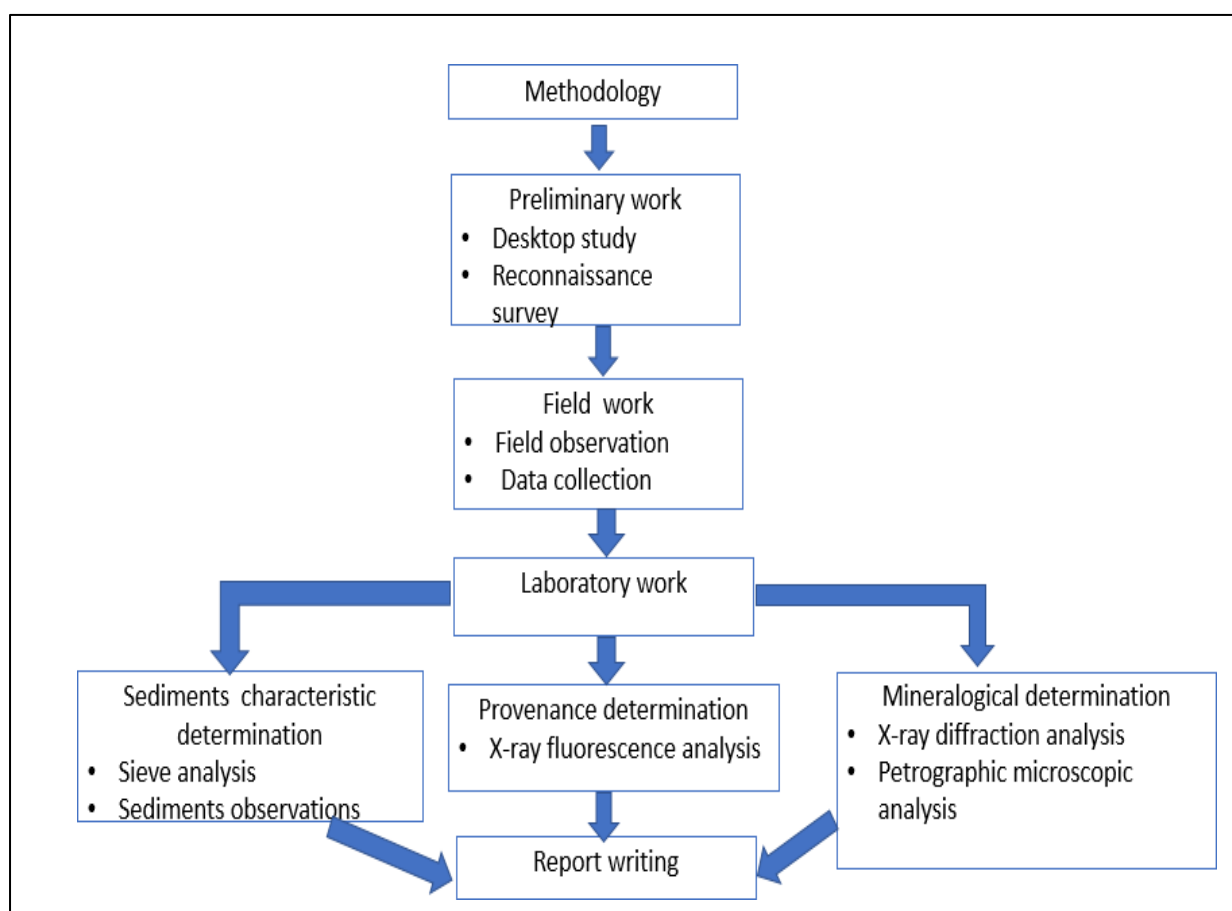 Methodology
Preliminary work
• Desktop study
• Reconnaissance
survey
Field work
• Field observation
• Data collection
Laboratory work
Sediments characteristic
determination
• Sieve analysis
• Sediments observations
Provenance determination
• X-ray fluorescence analysis
Mineralogical determination
• X-ray diffraction analysis
• Petrographic microscopic
analysis
Report writing